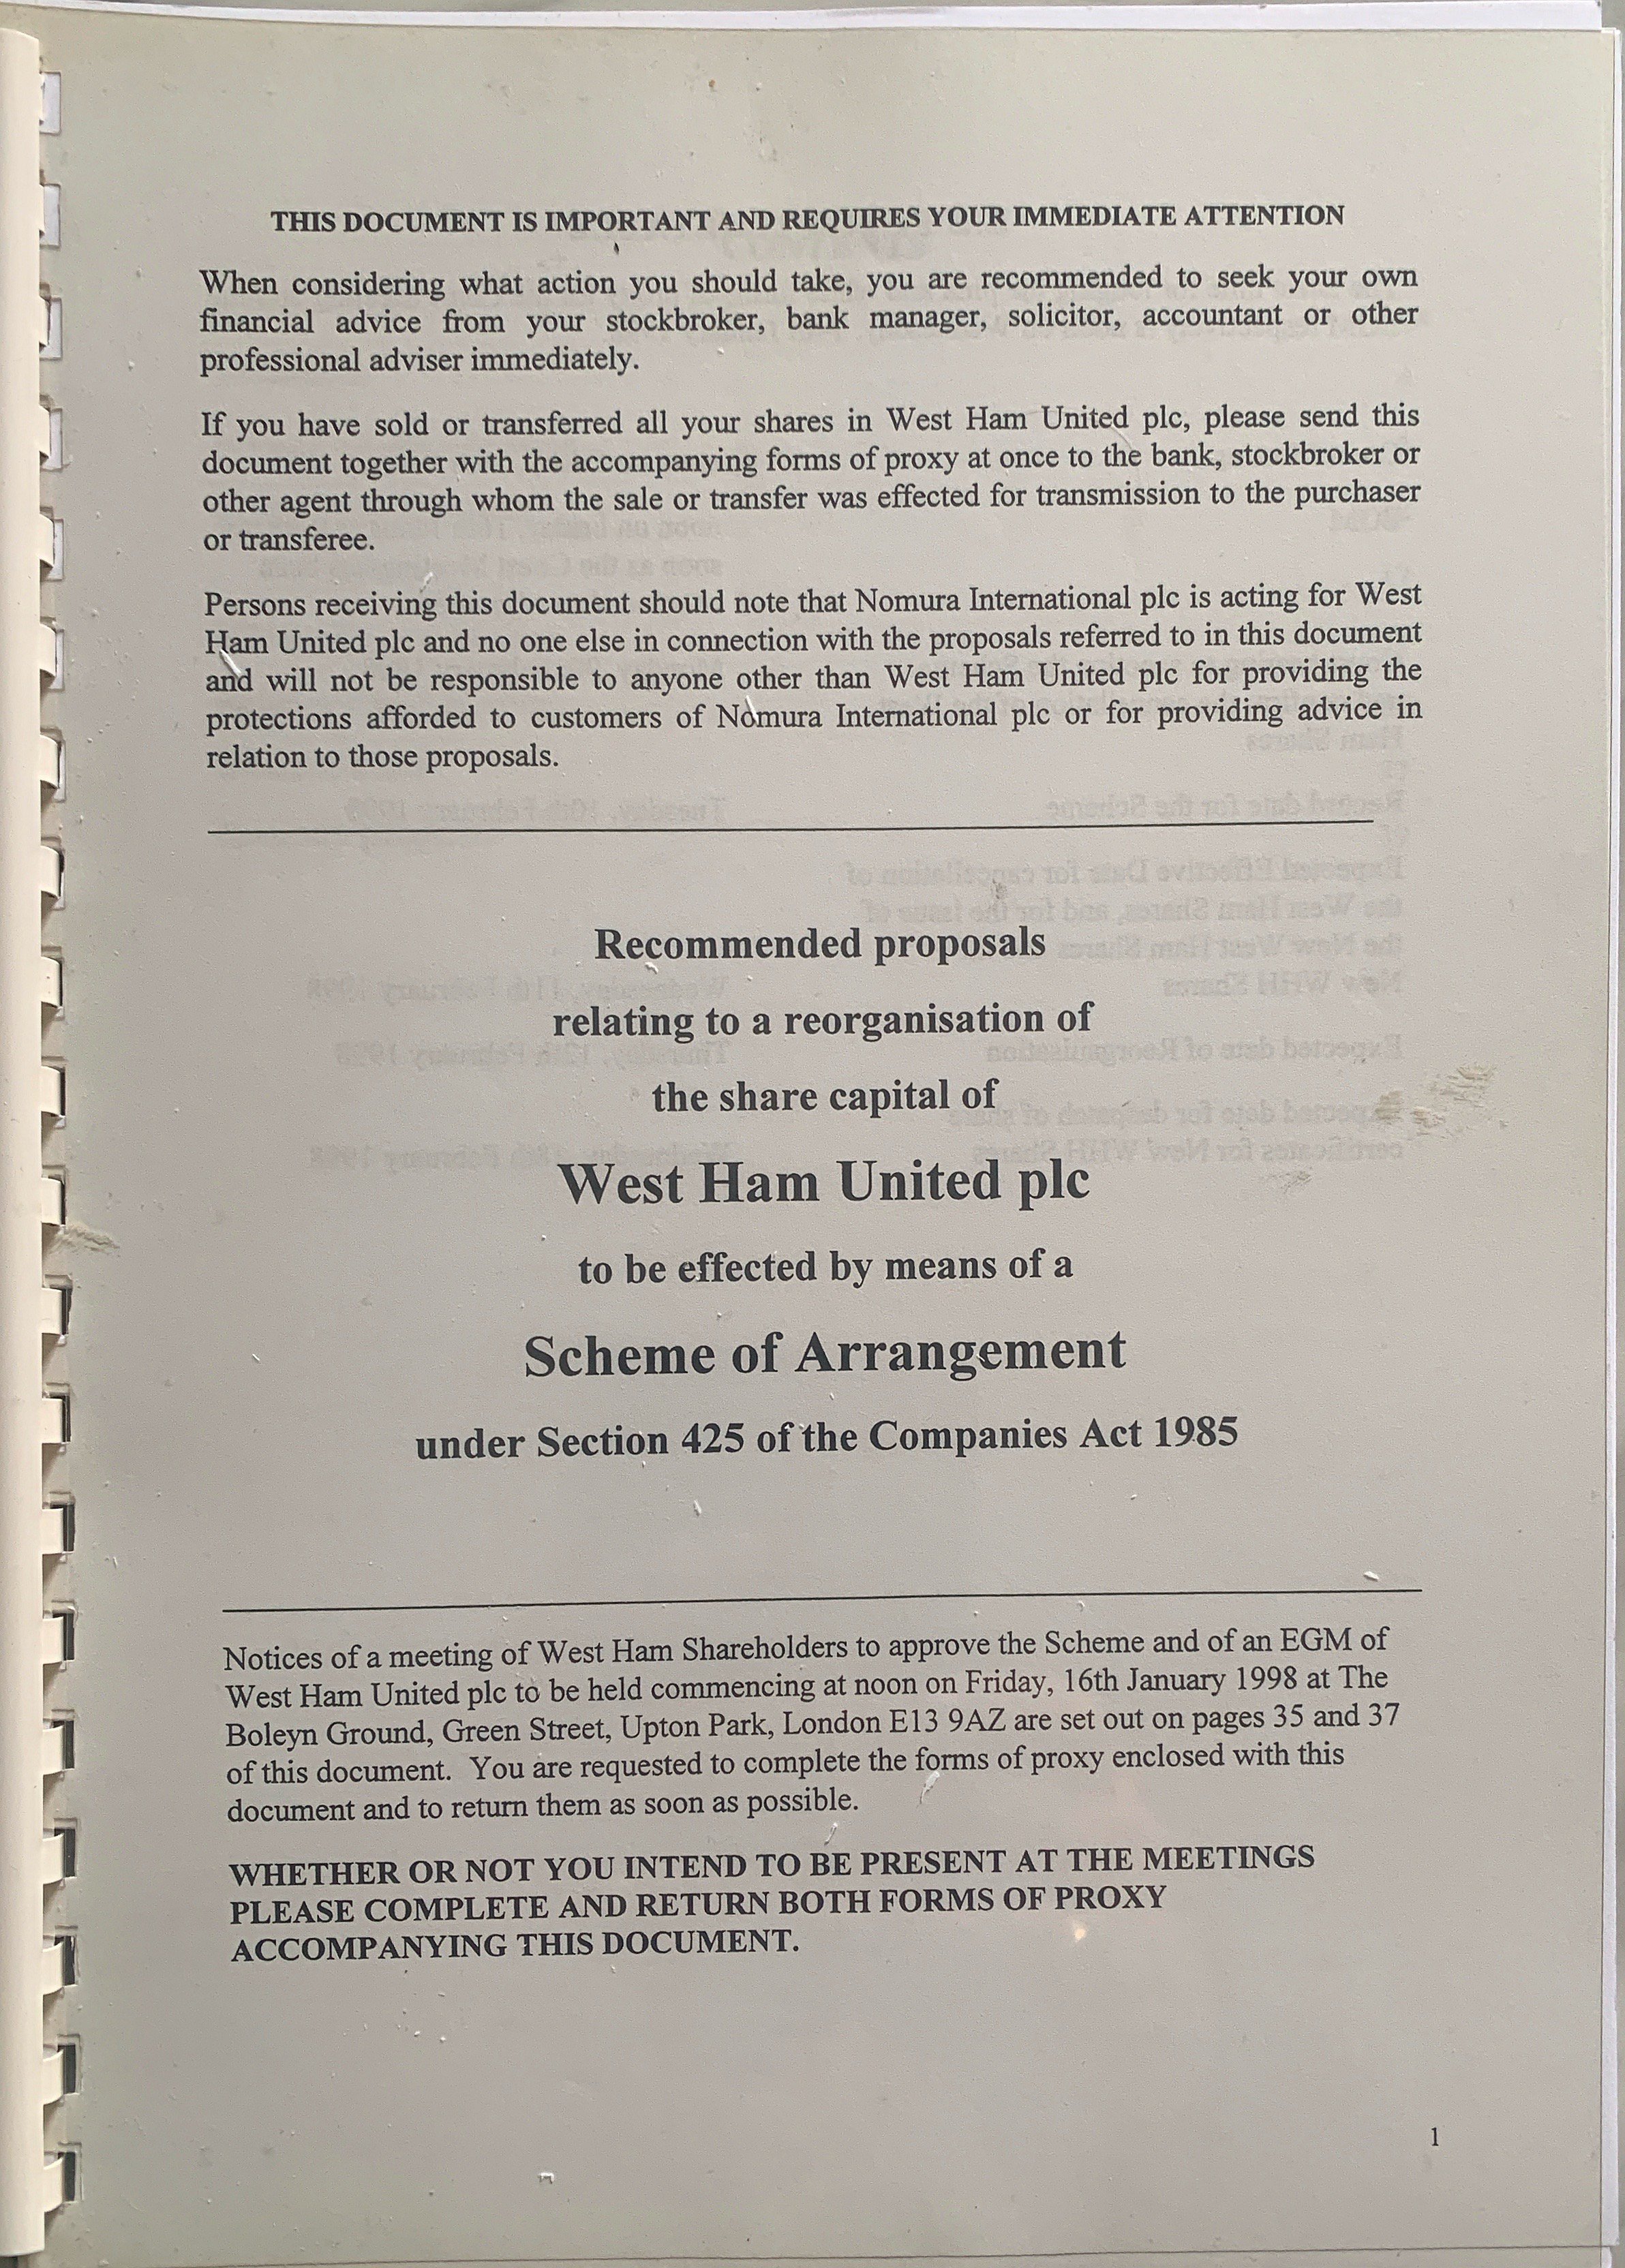 THIS DOCUMENT IS IMPORTANT AND REQUIRES YOUR IMMEDIATE ATTENTION
When considering what action you should take, you are recommended to seek your own
financial advice from your stockbroker, bank manager, solicitor, accountant or other
professional adviser immediately.
If you have sold or transferred all your shares in West Ham United plc, please send this
document together with the accompanying forms of proxy at once to the bank, stockbroker or
other agent through whom the sale or transfer was effected for transmission to the purchaser
or transferee.
Persons receiving this document should note that Nomura International plc is acting for West
Ham United plc and no one else in connection with the proposals referred to in this document
and will not be responsible to anyone other than West Ham United plc for providing the
protections afforded to customers of Nomura International plc or for providing advice in
relation to those proposals.
Recommended proposals
relating to a reorganisation of
the share capital of
West Ham United plc
to be effected by means of a
Scheme of Arrangement
under Section 425 of the Companies Act 1985
Notices of a meeting of West Ham Shareholders to approve the Scheme and of an EGM of
West Ham United plc to be held commencing at noon on Friday, 16th January 1998 at The
Boleyn Ground, Green Street, Upton Park, London E13 9AZ are set out on pages 35 and 37
of this document. You are requested to complete the forms of proxy enclosed with this
document and to return them as soon as possible.
WHETHER OR NOT YOU INTEND TO BE PRESENT AT THE MEETINGS
PLEASE COMPLETE AND RETURN BOTH FORMS OF PROXY
ACCOMPANYING THIS DOCUMENT.
1